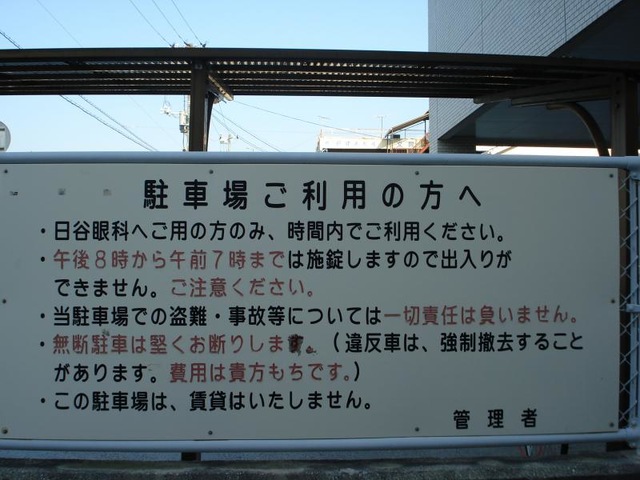 駐車場ご利用の方へ
・日谷眼科へご用の方のみ、時間内でご利用ください。
・午後8時から午前7時までは施錠しますので出入りが
できません。ご注意ください。
・当駐車場での盗難・事故等については一切責任は負いません。
・無断駐車は堅くお断りします。(違反車は、強制撤去すること
があります。費用は貴方もちです。)
・この駐車場は、賃貸はいたしません。
管理者